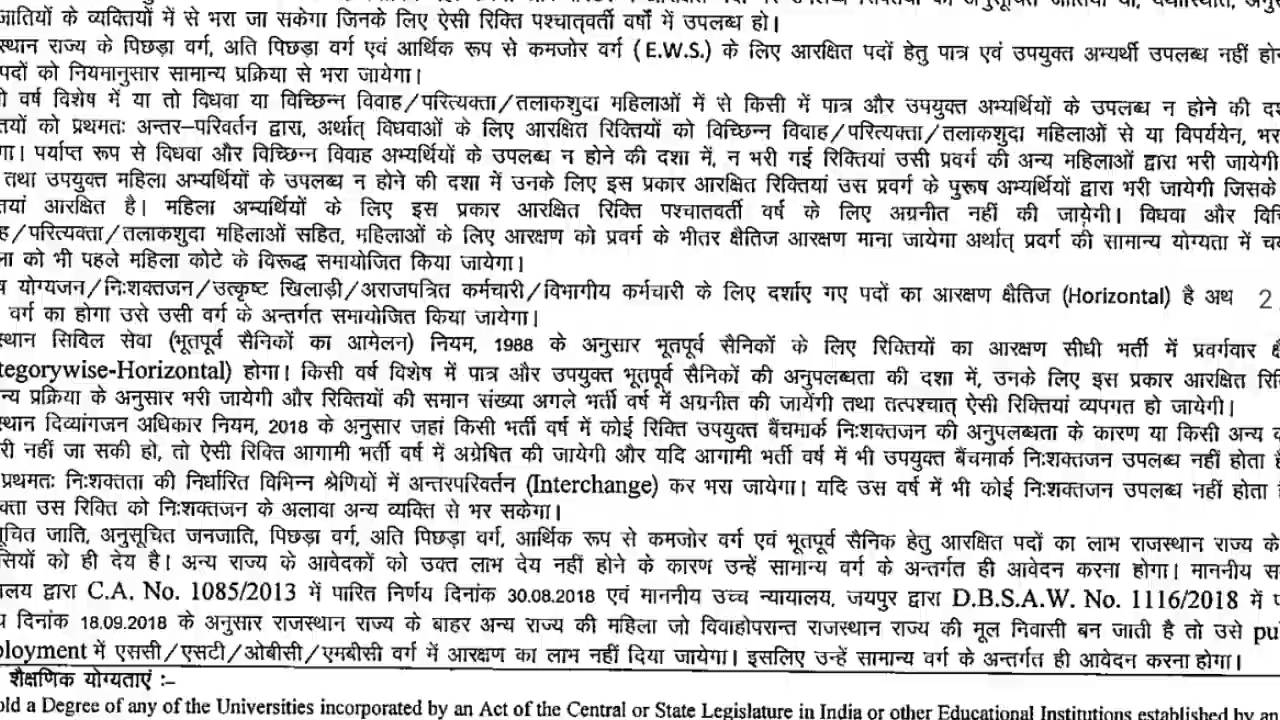 जातियों के व्यक्तियों में से भरा जा सकेगा जिनके लिए ऐसी रिक्ति पश्चात्वर्ती वर्षों में उपलब्ध हो।
स्थान राज्य के पिछड़ा वर्ग, अति पिछड़ा वर्ग एवं आर्थिक रूप से कमजोर वर्ग (E.W.S.) के लिए आरक्षित पदों हेतु पात्र एवं उपयुक्त अभ्यर्थी उपलब्ध नहीं होन
पदों को नियमानुसार सामान्य प्रक्रिया से भरा जायेगा।
वर्ष विशेष में या तो विधवा या विच्छिन्न विवाह/परित्यक्ता/तलाकशुदा महिलाओं में से किसी में पात्र और उपयुक्त अभ्यर्थियों के उपलब्ध न होने की दश
तयों को प्रथमतः अन्तर–परिवर्तन द्वारा, अर्थात् विधवाओं के लिए आरक्षित रिक्तियों को विच्छिन्न विवाह/परित्यक्ता/तलाकशुदा महिलाओं से या विपर्ययेन, भर
गा। पर्याप्त रूप से विधवा और विच्छिन्न विवाह अभ्यर्थियों के उपलब्ध न होने की दशा में, न भरी गई रिक्तियां उसी प्रवर्ग की अन्य महिलाओं द्वारा भरी जायेगी
तथा उपयुक्त महिला अभ्यर्थियों के उपलब्ध न होने की दशा में उनके लिए इस प्रकार आरक्षित रिक्तियां उस प्रवर्ग के पुरूष अभ्यर्थियों द्वारा भरी जायेगी जिसके
तयां आरक्षित है। महिला अभ्यर्थियों के लिए इस प्रकार आरक्षित रिक्ति पश्चातवर्ती वर्ष के लिए अग्रनीत नहीं की जायेगी। विधवा और विच्
ह/परित्यक्ता/तलाकशुदा महिलाओं सहित, महिलाओं के लिए आरक्षण को प्रवर्ग के भीतर क्षैतिज आरक्षण माना जायेगा अर्थात् प्रवर्ग की सामान्य योग्यता में च
ला को भी पहले महिला कोटे के विरूद्ध समायोजित किया जायेगा।
ष योग्यजन/निःशक्तजन/उत्कृष्ट खिलाड़ी/अराजपत्रित कर्मचारी/विभागीय कर्मचारी के लिए दर्शाए गए पदों का आरक्षण क्षैतिज (Horizontal) है अथ 2
वर्ग का होगा उसे उसी वर्ग के अन्तर्गत समायोजित किया जायेगा।
स्थान सिविल सेवा (भूतपूर्व सैनिकों का आमेलन) नियम, 1988 के अनुसार भूतपूर्व सैनिकों के लिए रिक्तियों का आरक्षण सीधी भर्ती में प्रवर्गवार क्षै
tegorywise-Horizontal) होगा। किसी वर्ष विशेष में पात्र और उपयुक्त भूतपूर्व सैनिकों की अनुपलब्धता की दशा में, उनके लिए इस प्रकार आरक्षित रिि
न्य प्रक्रिया के अनुसार भरी जायेगी और रिक्तियों की समान संख्या अगले भर्ती वर्ष में अग्रनीत की जायेंगी तथा तत्पश्चात् ऐसी रिक्तियां व्यपगत हो जायेगी।
स्थान दिव्यांगजन अधिकार नियम, 2018 के अनुसार जहां किसी भर्ती वर्ष में कोई रिक्ति उपयुक्त बैंचमार्क निःशक्तजन की अनुपलब्धता के कारण या किसी अन्य क
री नहीं जा सकी हो, तो ऐसी रिक्ति आगामी भर्ती वर्ष में अग्रेषित की जायेगी और यदि आगामी भर्ती वर्ष में भी उपयुक्त बैंचमार्क निःशक्तजन उपलब्ध नहीं होता है
प्रथमतः निःशक्तता की निर्धारित विभिन्न श्रेणियों में अन्तरपरिवर्तन (Interchange) कर भरा जायेगा। यदि उस वर्ष में भी कोई निःशक्तजन उपलब्ध नहीं होता है
क्ता उस रिक्ति को निःशक्तजन के अलावा अन्य व्यक्ति से भर सकेगा।
सूचित जाति, अनुसूचित जनजाति, पिछड़ा वर्ग, अति पिछड़ा वर्ग, आर्थिक रूप से कमजोर वर्ग एवं भूतपूर्व सैनिक हेतु आरक्षित पदों का लाभ राजस्थान राज्य के
सियों को ही देय है। अन्य राज्य के आवेदकों को उक्त लाभ देय नहीं होने के कारण उन्हें सामान्य वर्ग के अन्तर्गत ही आवेदन करना होगा। माननीय स
लय द्वारा C.A. No. 1085/2013 में पारित निर्णय दिनांक 30.08.2018 एवं माननीय उच्च न्यायालय, जयपुर द्वारा D.B.S.A.W. No. 1116/2018 में प
य दिनांक 18.09.2018 के अनुसार राजस्थान राज्य के बाहर अन्य राज्य की महिला जो विवाहोपरान्त राजस्थान राज्य की मूल निवासी बन जाती है तो उसे pu
loyment में एससी/एसटी/ओबीसी/एमबीसी वर्ग में आरक्षण का लाभ नहीं दिया जायेगा। इसलिए उन्हें सामान्य वर्ग के अन्तर्गत ही आवेदन करना होगा।
शैक्षणिक योग्यताएं :–
old a Degree of any of the Universities incorporated by an Act of the Central or State Legislature in India or other Educational Institutions established by an